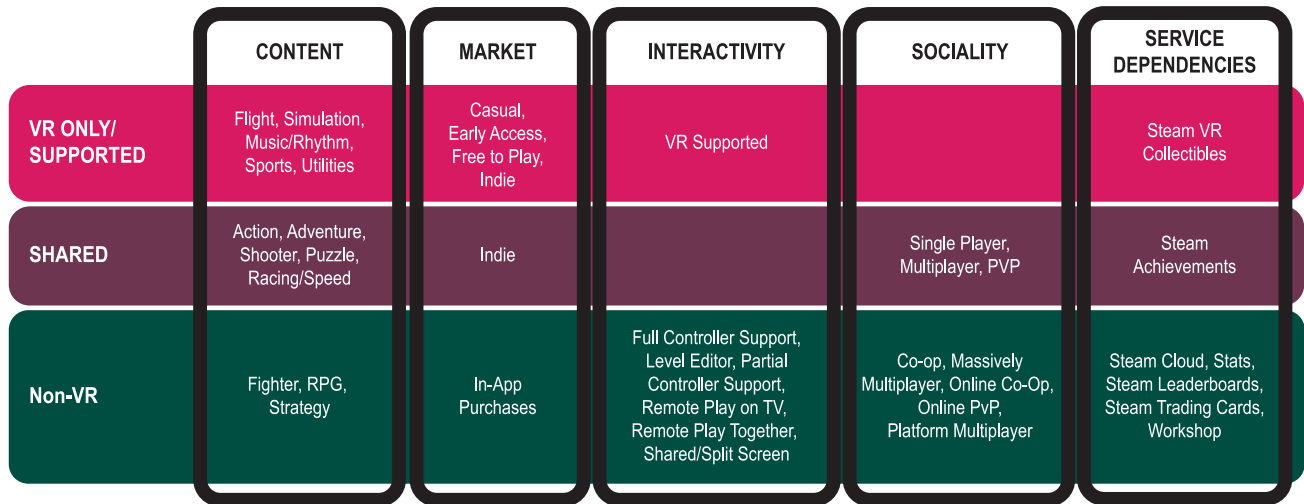 CONTENT
MARKET
INTERACTIVITY
SOCIALITY
SERVICE
DEPENDENCIES
VR ONLY/
SUPPORTED
Flight, Simulation,
Music/Rhythm,
Sports, Utilities
Casual,
Early Access,
Free to Play,
Indie
VR Supported
Steam VR
Collectibles
SHARED
Action, Adventure,
Shooter, Puzzle,
Racing/Speed
Indie
Single Player,
Multiplayer, PVP
Steam
Achievements
Non-VR
Fighter, RPG,
Strategy
In-App
Purchases
Full Controller Support,
Level Editor, Partial
Controller Support,
Remote Play on TV,
Remote Play Together,
Shared/Split Screen
Co-op, Massively
Multiplayer, Online Co-Op,
Online PvP,
Platform Multiplayer
Steam Cloud, Stats,
Steam Leaderboards,
Steam Trading Cards,
Workshop